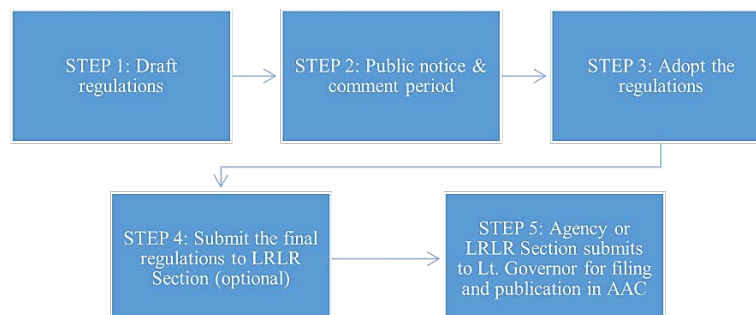 STEP 1: Draft
regulations
STEP 2: Public notice &
comment period
STEP 3: Adopt the
regulations
STEP 4: Submit the final
regulations to LRLR
Section (optional)
STEP 5: Agency or
LRLR Section submits
to Lt. Governor for filing
and publication in AAC